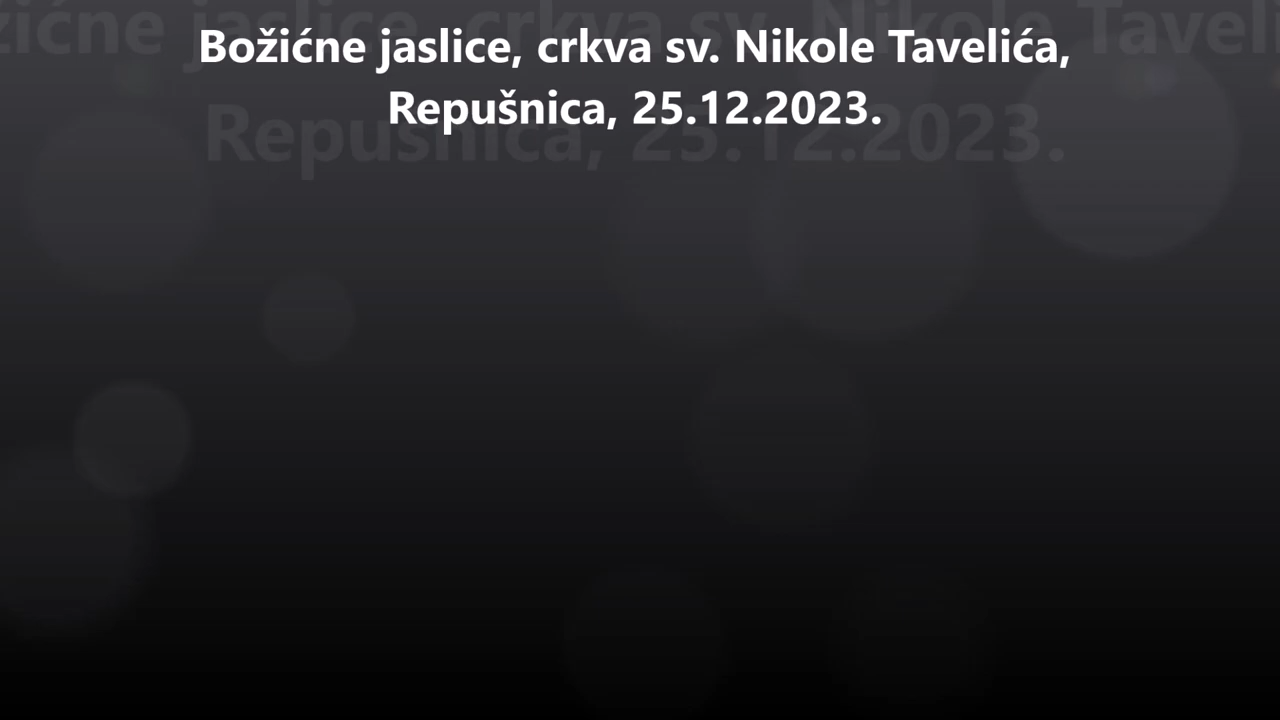 Božićne jaslice, crkva sv. Nikole Tavelića,
Repušnica, 25.12.2023.